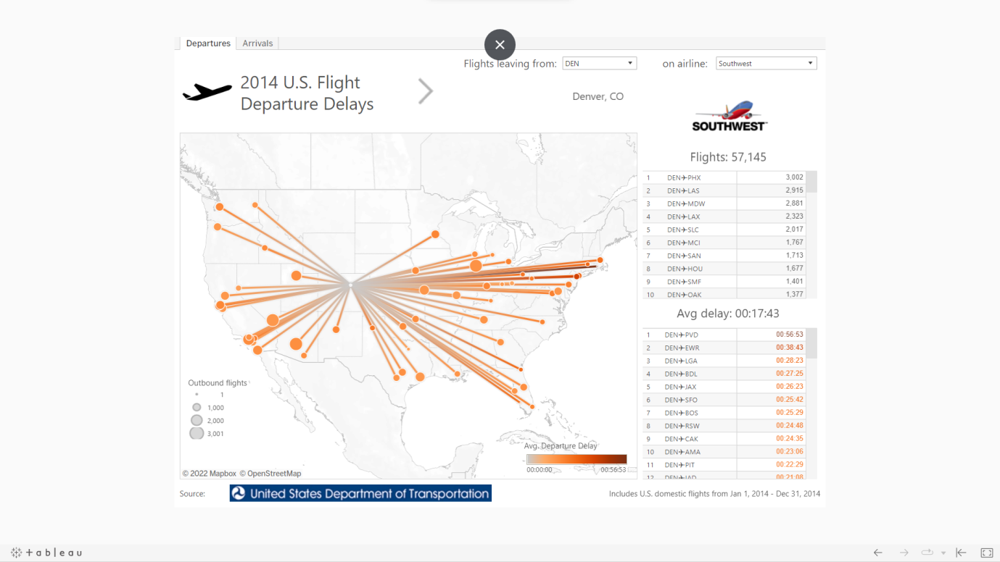 Departures Arrivals
Flights leaving from: DEN on airline: Southwest
2014 U.S. Flight
Departure Delays
Denver, CO
SOUTHWEST
Flights: 57,145
1 DEN✈PHX 3,002
2 DEN✈LAS 2,915
3 DEN✈MDW 2,881
4 DEN✈LAX 2,323
5 DEN✈SLC 2,017
6 DEN✈MCI 1,767
7 DEN✈SAN 1,713
8 DEN✈HOU 1,677
9 DEN✈SMF 1,401
10 DEN✈OAK 1,377
Avg delay: 00:17:43
1 DEN✈PVD 00:56:53
2 DEN✈EWR 00:38:43
3 DEN✈LGA 00:28:23
4 DEN✈BDL 00:27:25
5 DEN✈JAX 00:26:23
6 DEN✈SFO 00:25:42
7 DEN✈BOS 00:25:29
8 DEN✈RSW 00:24:48
9 DEN✈CAK 00:24:35
10 DEN✈AMA 00:23:06
11 DEN✈PIT 00:22:29
12 DEN✈IAD 00:21:08
Outbound flights
1
1,000
2,000
3,001
Avg. Departure Delay
00:00:00 00:56:53
© 2022 Mapbox © OpenStreetMap
Source: United States Department of Transportation
Includes U.S. domestic flights from Jan 1, 2014 - Dec 31, 2014
+ a b | e a u